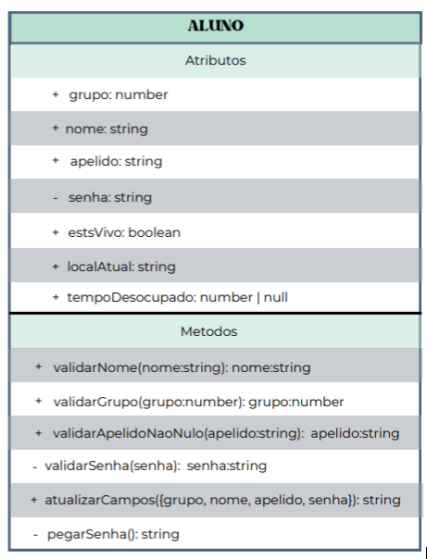 ALUNO
Atributos
+ grupo: number
+ nome: string
+ apelido: string
- senha: string
+ estsVivo: boolean
+ localAtual: string
+ tempoDesocupado: number | null
Metodos
+ validarNome(nome:string): nome:string
+ validarGrupo(grupo:number): grupo:number
+ validarApelidoNaoNulo(apelido:string): apelido:string
- validarSenha(senha): senha:string
+ atualizarCampos({grupo, nome, apelido, senha}): string
- pegarSenha(): string